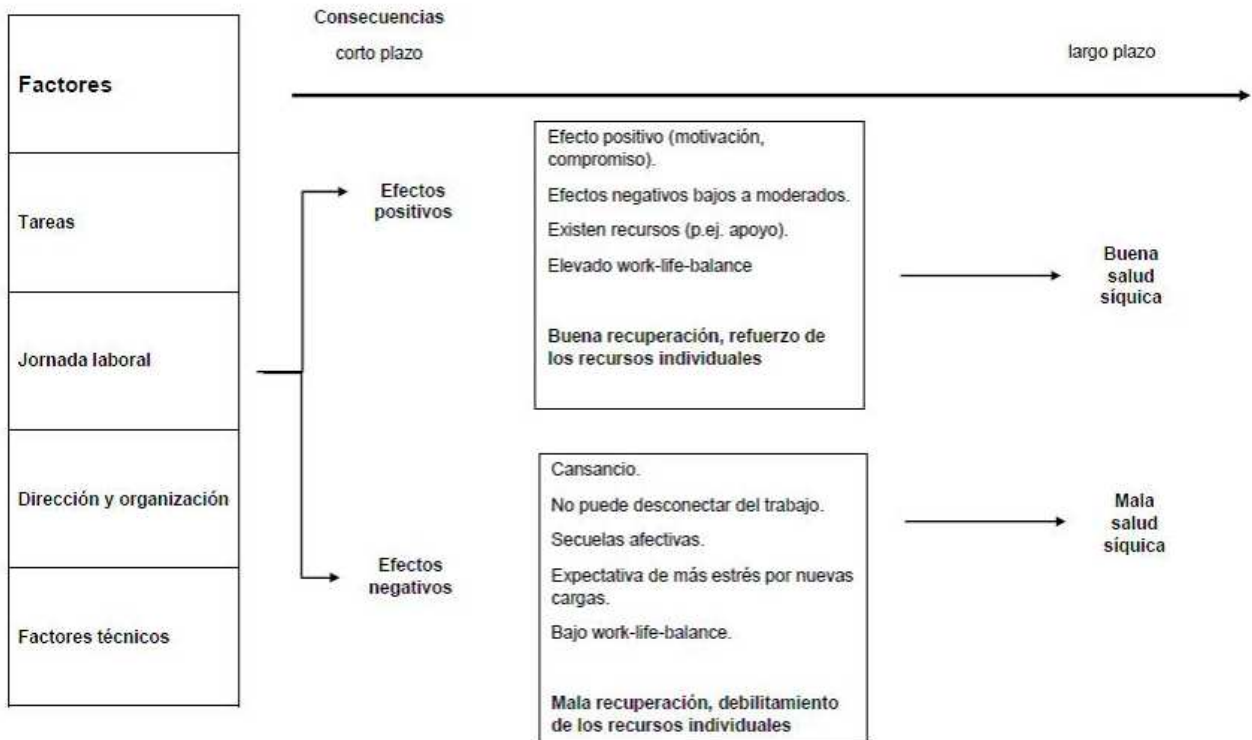 Factores
Tareas
Jornada laboral
Dirección y organización
Factores técnicos
Consecuencias
corto plazo
largo plazo
Efectos
positivos
Efecto positivo (motivación,
compromiso).
Efectos negativos bajos a moderados.
Existen recursos (p.ej. apoyo).
Elevado work-life-balance
Buena recuperación, refuerzo de
los recursos individuales
Buena
salud
síquica
Efectos
negativos
Cansancio.
No puede desconectar del trabajo.
Secuelas afectivas.
Expectativa de más estrés por nuevas
cargas.
Bajo work-life-balance.
Mala recuperación, debilitamiento
de los recursos individuales
Mala
salud
síquica